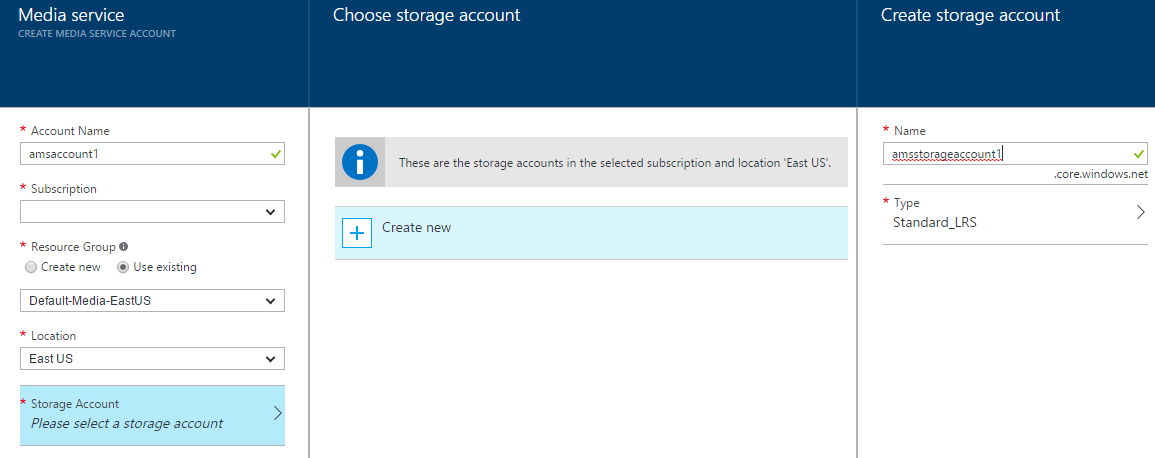 Media service
CREATE MEDIA SERVICE ACCOUNT
* Account Name
amsaccount1
* Subscription
* Resource Group
Create new Use existing
Default-Media-EastUS
* Location
East US
* Storage Account
Please select a storage account
Choose storage account
These are the storage accounts in the selected subscription and location 'East US'.
Create new
Create storage account
* Name
amsstorageaccount1
.core.windows.net
* Type
Standard_LRS